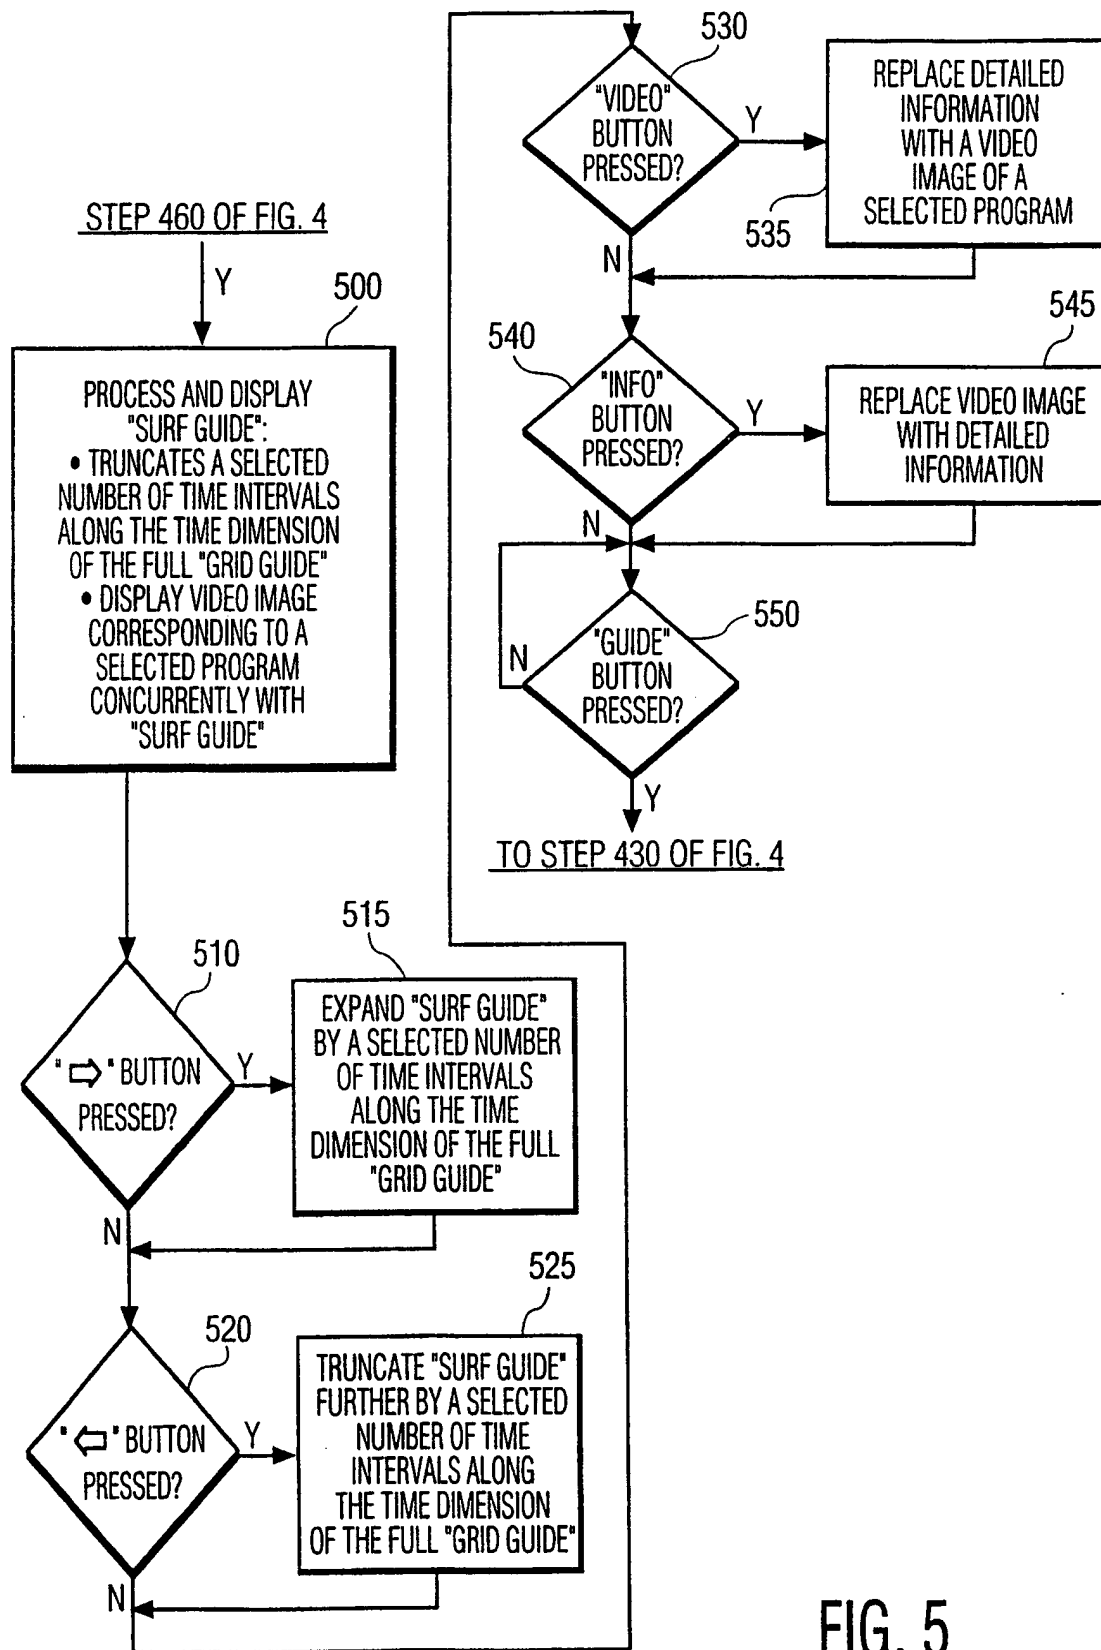 STEP 460 OF FIG. 4
Y
500
PROCESS AND DISPLAY
"SURF GUIDE":
• TRUNCATES A SELECTED
NUMBER OF TIME INTERVALS
ALONG THE TIME DIMENSION
OF THE FULL "GRID GUIDE"
• DISPLAY VIDEO IMAGE
CORRESPONDING TO A
SELECTED PROGRAM
CONCURRENTLY WITH
"SURF GUIDE"
510
" ⇨ " BUTTON
PRESSED?
Y
N
515
EXPAND "SURF GUIDE"
BY A SELECTED NUMBER
OF TIME INTERVALS
ALONG THE TIME
DIMENSION OF THE FULL
"GRID GUIDE"
520
" ⇦ " BUTTON
PRESSED?
Y
N
525
TRUNCATE "SURF GUIDE"
FURTHER BY A SELECTED
NUMBER OF TIME
INTERVALS ALONG
THE TIME DIMENSION
OF THE FULL "GRID GUIDE"
530
"VIDEO"
BUTTON
PRESSED?
Y
N
535
REPLACE DETAILED
INFORMATION
WITH A VIDEO
IMAGE OF A
SELECTED PROGRAM
540
"INFO"
BUTTON
PRESSED?
Y
N
545
REPLACE VIDEO IMAGE
WITH DETAILED
INFORMATION
550
"GUIDE"
BUTTON
PRESSED?
N
Y
TO STEP 430 OF FIG. 4
FIG. 5